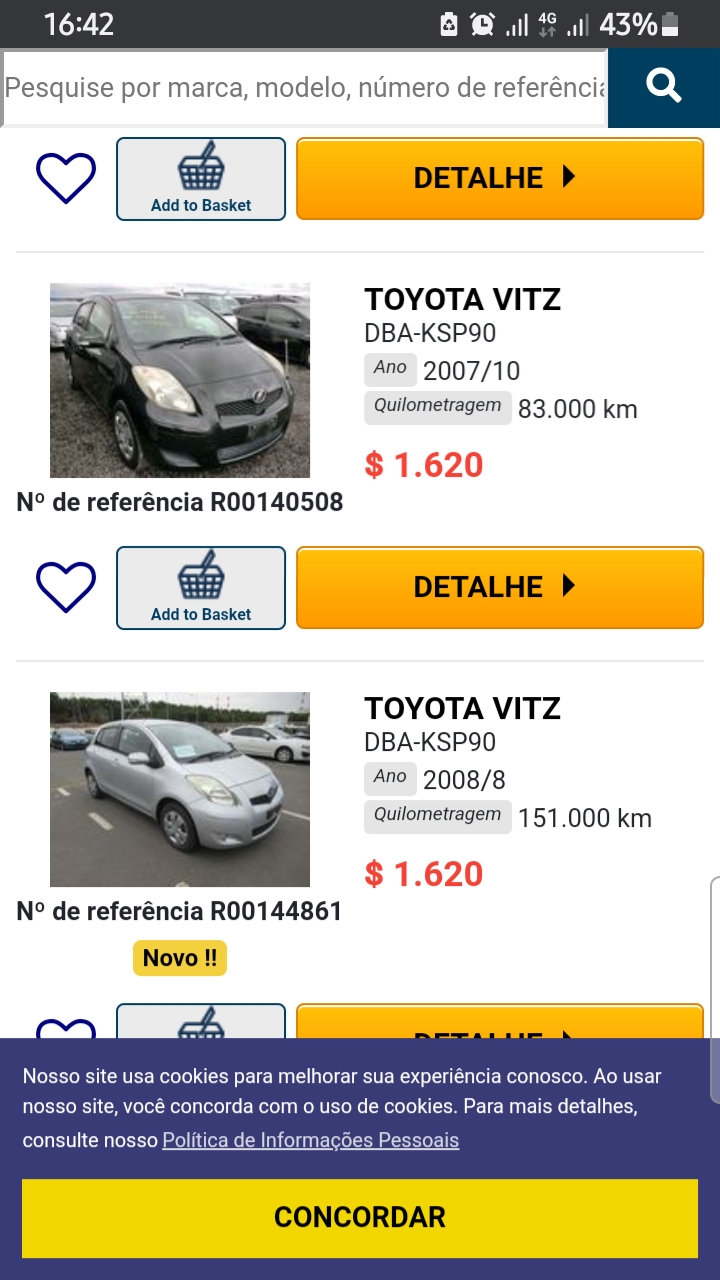 16:42
4G
43%
Pesquise por marca, modelo, número de referência
Add to Basket
DETALHE
TOYOTA VITZ
DBA-KSP90
Ano 2007/10
Quilometragem 83.000 km
$ 1.620
Nº de referência R00140508
Add to Basket
DETALHE
TOYOTA VITZ
DBA-KSP90
Ano 2008/8
Quilometragem 151.000 km
$ 1.620
Nº de referência R00144861
Novo !!
DETALHE
Nosso site usa cookies para melhorar sua experiência conosco. Ao usar
nosso site, você concorda com o uso de cookies. Para mais detalhes,
consulte nosso Política de Informações Pessoais
CONCORDAR